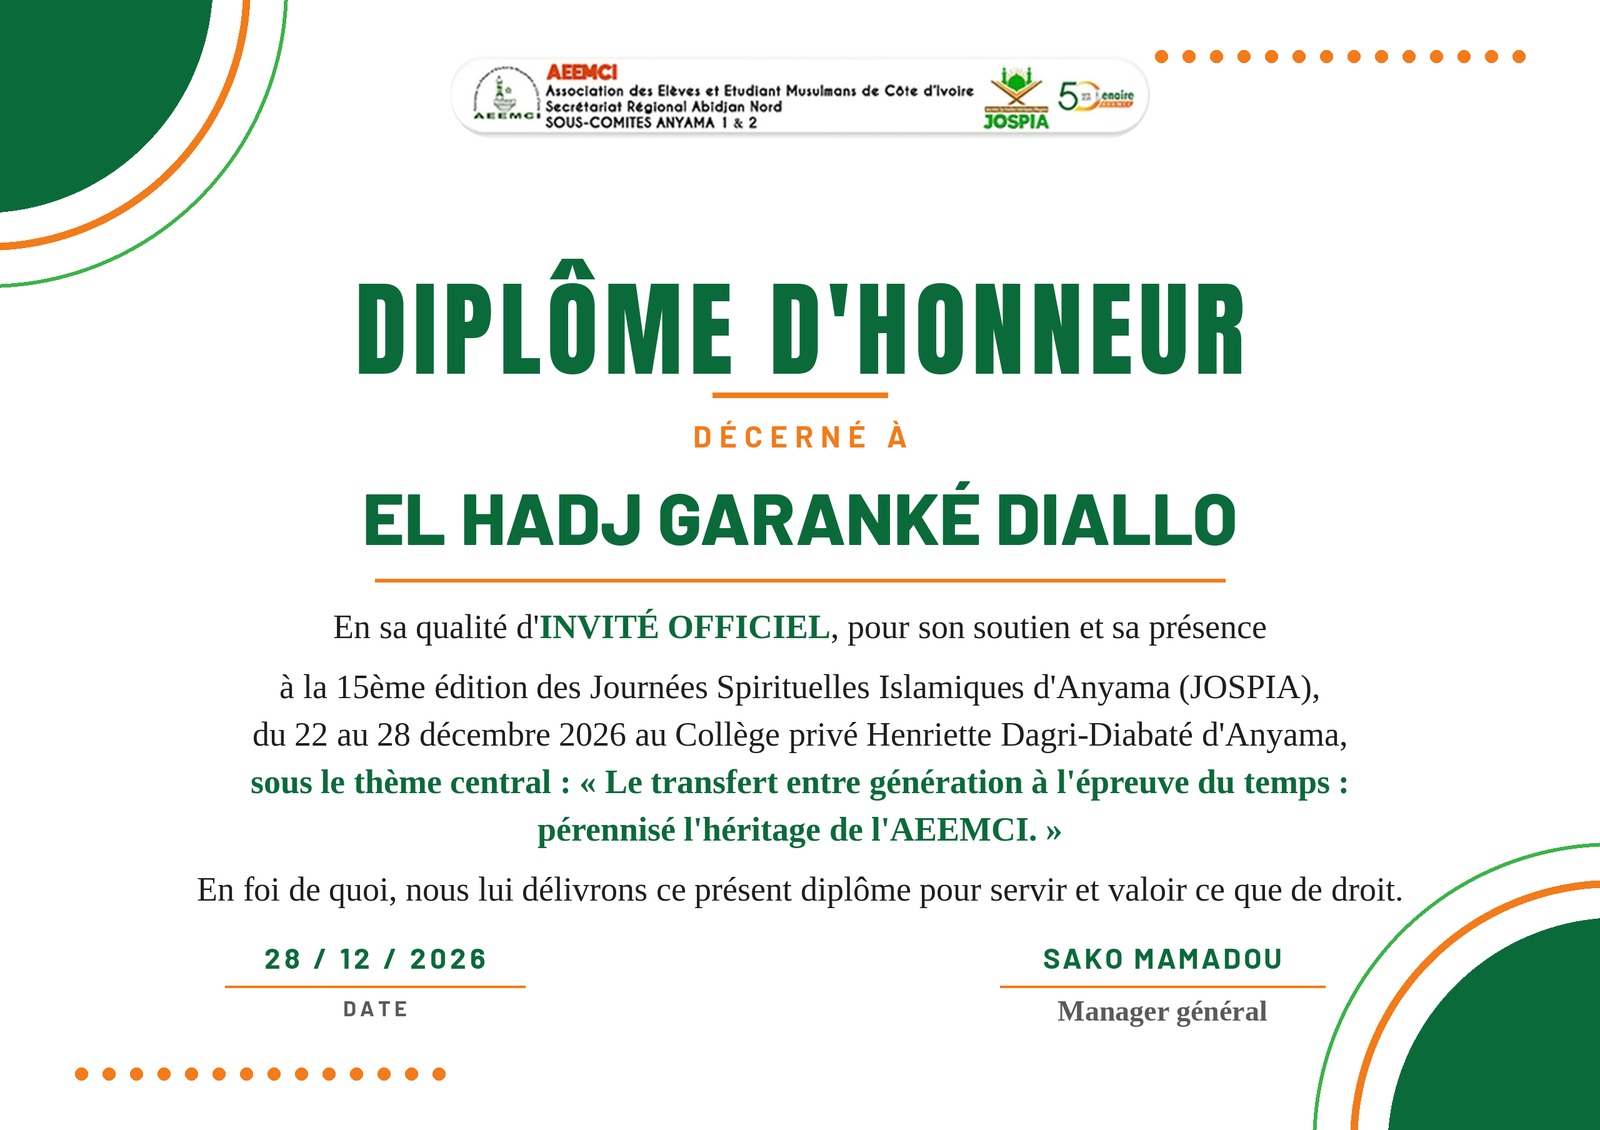 AEEMCI
AEEMCI
Association des Elèves et Etudiant Musulmans de Côte d'Ivoire
Secrétariat Régional Abidjan Nord
SOUS-COMITES ANYAMA 1 & 2
JOSPIA
50
enaire
DIPLÔME D'HONNEUR
DÉCERNÉ À
EL HADJ GARANKÉ DIALLO
En sa qualité d'INVITÉ OFFICIEL, pour son soutien et sa présence
à la 15ème édition des Journées Spirituelles Islamiques d'Anyama (JOSPIA),
du 22 au 28 décembre 2026 au Collège privé Henriette Dagri-Diabaté d'Anyama,
sous le thème central : « Le transfert entre génération à l'épreuve du temps :
pérennisé l'héritage de l'AEEMCI. »
En foi de quoi, nous lui délivrons ce présent diplôme pour servir et valoir ce que de droit.
28 / 12 / 2026
DATE
SAKO MAMADOU
Manager général